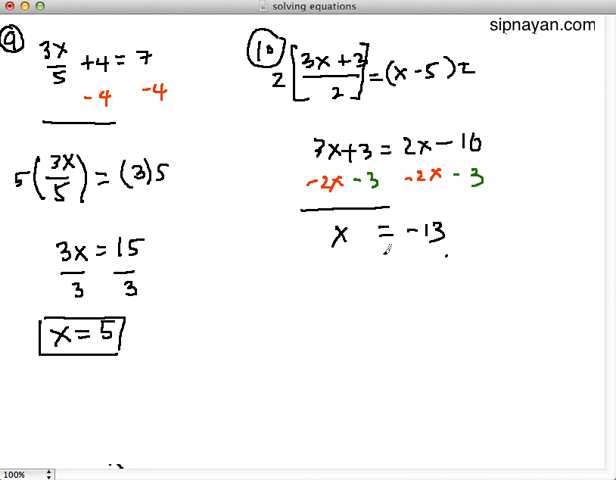 solving equations
sipnayan.com
9
3x/5 + 4 = 7
-4 -4
5(3x/5) = (3)5
3x = 15
3 3
x = 5
10
2[3x+3/2] = (x-5)2
3x+3 = 2x-10
-2x -3 -2x -3
x = -13
100%